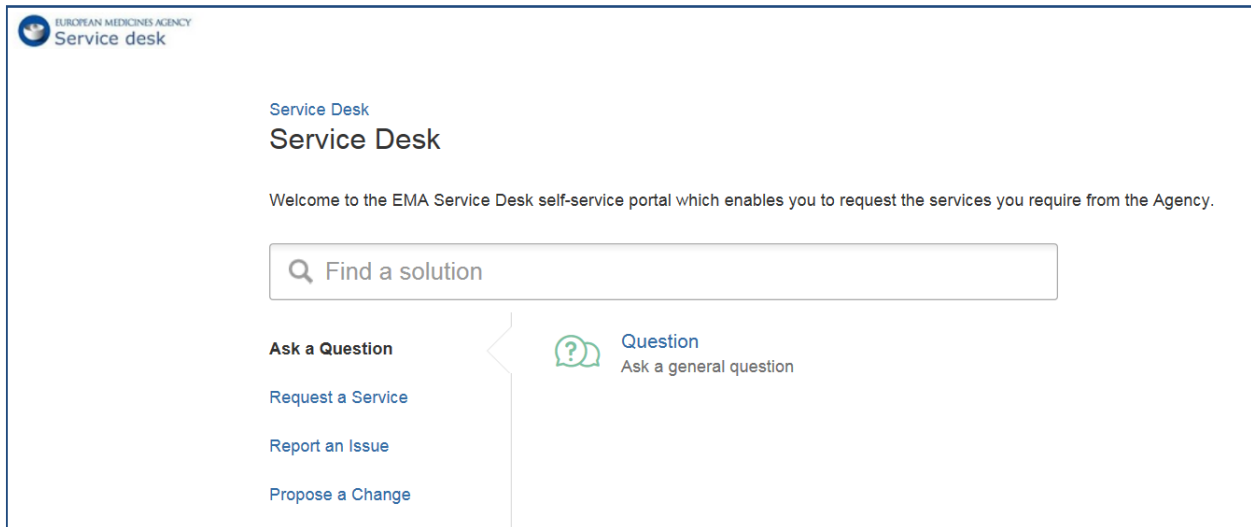 EUROPEAN MEDICINES AGENCY
Service desk
Service Desk
Service Desk
Welcome to the EMA Service Desk self-service portal which enables you to request the services you require from the Agency.
Find a solution
Ask a Question
Question
Ask a general question
Request a Service
Report an Issue
Propose a Change